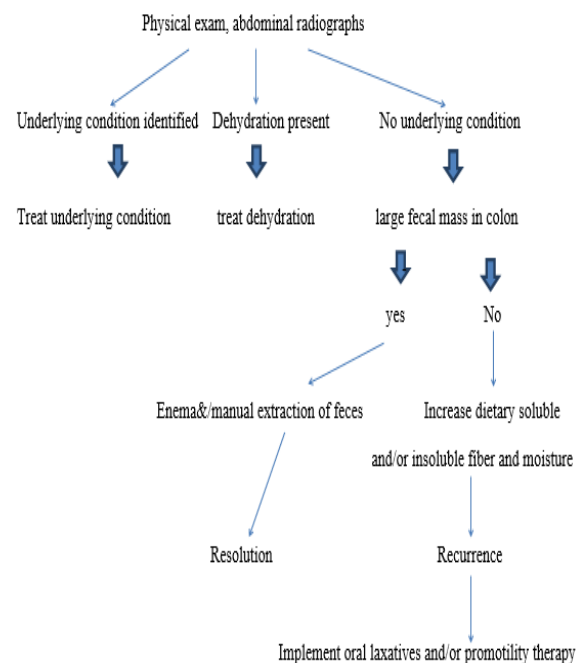 Physical exam, abdominal radiographs
Underlying condition identified
Dehydration present
No underlying condition
Treat underlying condition
treat dehydration
large fecal mass in colon
yes
No
Enema&/manual extraction of feces
Increase dietary soluble
and/or insoluble fiber and moisture
Resolution
Recurrence
Implement oral laxatives and/or promotility therapy